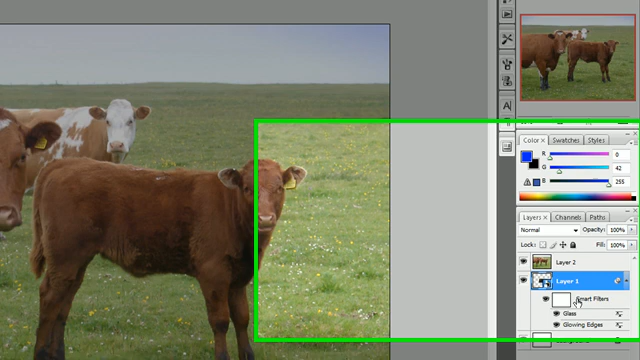 A
Color × Swatches Styles
R 0
G 42
B 255
Layers × Channels Paths
Normal Opacity: 100%
Lock: Fill: 100%
Layer 2
Layer 1
Smart Filters
Glass
Glowing Edges